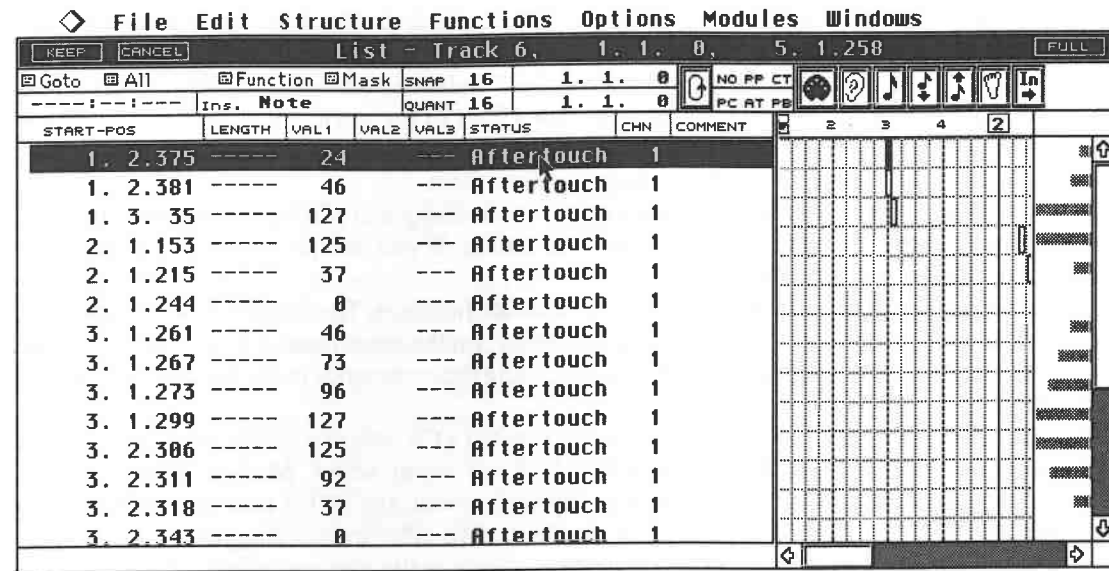 File Edit Structure Functions Options Modules Windows
KEEP CANCEL List - Track 6, 1. 1. 0, 5. 1.258 FULL
Goto All Function Mask SNAP 16 1. 1. 0 NO PP CT In
----:--:--- Ins. Note QUANT 16 1. 1. 0 PC AT PB
START-POS LENGTH VAL1 VAL2 VAL3 STATUS CHN COMMENT 2 3 4 2
1. 2.375 ----- 24 --- Aftertouch 1
1. 2.381 ----- 46 --- Aftertouch 1
1. 3. 35 ----- 127 --- Aftertouch 1
2. 1.153 ----- 125 --- Aftertouch 1
2. 1.215 ----- 37 --- Aftertouch 1
2. 1.244 ----- 0 --- Aftertouch 1
3. 1.261 ----- 46 --- Aftertouch 1
3. 1.267 ----- 73 --- Aftertouch 1
3. 1.273 ----- 96 --- Aftertouch 1
3. 1.299 ----- 127 --- Aftertouch 1
3. 2.306 ----- 125 --- Aftertouch 1
3. 2.311 ----- 92 --- Aftertouch 1
3. 2.318 ----- 37 --- Aftertouch 1
3. 2.343 ----- 0 --- Aftertouch 1